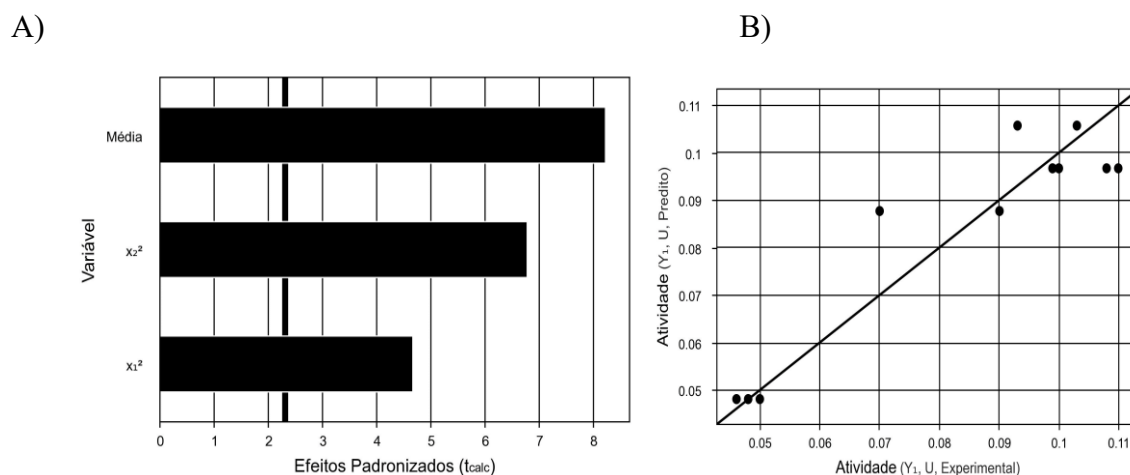 A)
Variável
Média
x₂²
x₁²
0 1 2 3 4 5 6 7 8
Efeitos Padronizados (tcalc)
B)
Atividade (Y₁, U, Predito)
0.11
0.1
0.09
0.08
0.07
0.06
0.05
0.05 0.06 0.07 0.08 0.09 0.1 0.11
Atividade (Y₁, U, Experimental)